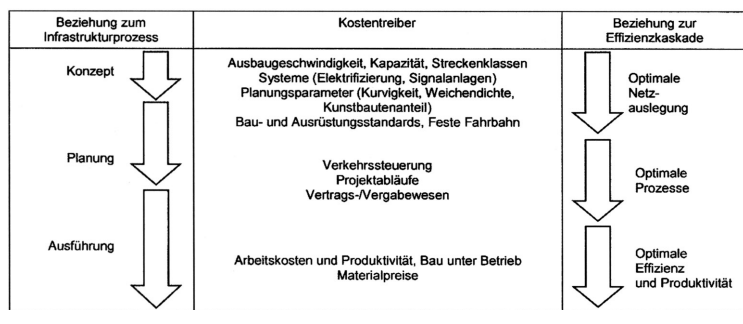 Beziehung zum
Infrastrukturprozess
Kostentreiber
Beziehung zur
Effizienzkaskade
Konzept
Planung
Ausführung
Ausbaugeschwindigkeit, Kapazität, Streckenklassen
Systeme (Elektrifizierung, Signalanlagen)
Planungsparameter (Kurvigkeit, Weichendichte,
Kunstbautenanteil)
Bau- und Ausrüstungsstandards, Feste Fahrbahn
Verkehrssteuerung
Projektabläufe
Vertrags-/Vergabewesen
Arbeitskosten und Produktivität, Bau unter Betrieb
Materialpreise
Optimale
Netz-
auslegung
Optimale
Prozesse
Optimale
Effizienz
und Produktivität